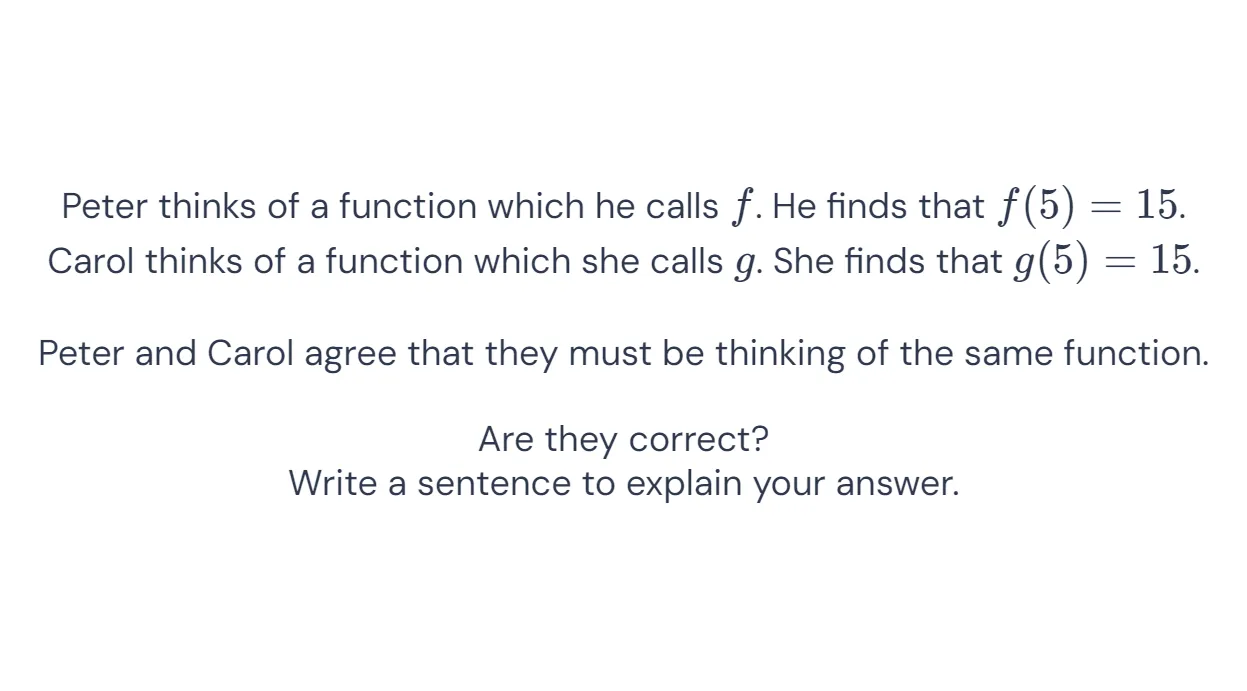 Peter thinks of a function which he calls f. He finds that f(5) = 15.
Carol thinks of a function which she calls g. She finds that g(5) = 15.
Peter and Carol agree that they must be thinking of the same function.
Are they correct?
Write a sentence to explain your answer.